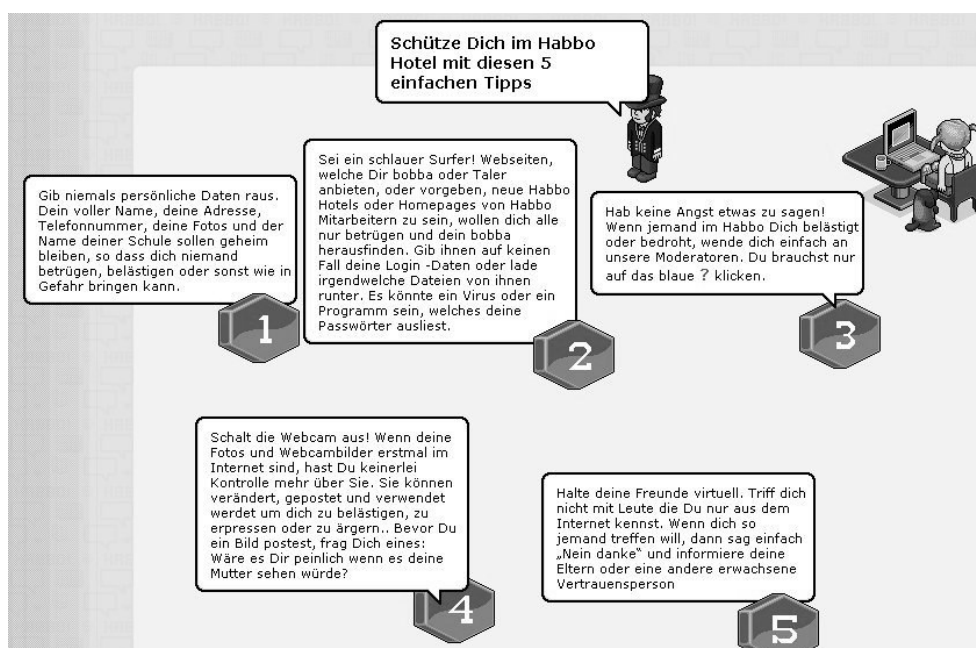 Schütze Dich im Habbo
Hotel mit diesen 5
einfachen Tipps
Gib niemals persönliche Daten raus.
Dein voller Name, deine Adresse,
Telefonnummer, deine Fotos und der
Name deiner Schule sollen geheim
bleiben, so dass dich niemand
betrügen, belästigen oder sonst wie in
Gefahr bringen kann.
1
Sei ein schlauer Surfer! Webseiten,
welche Dir bobba oder Taler
anbieten, oder vorgeben, neue Habbo
Hotels oder Homepages von Habbo
Mitarbeitern zu sein, wollen dich alle
nur betrügen und dein bobba
herausfinden. Gib ihnen auf keinen
Fall deine Login -Daten oder lade
irgendwelche Dateien von ihnen
runter. Es könnte ein Virus oder ein
Programm sein, welches deine
Passwörter ausliest.
2
Hab keine Angst etwas zu sagen!
Wenn jemand im Habbo Dich belästigt
oder bedroht, wende dich einfach an
unsere Moderatoren. Du brauchst nur
auf das blaue ? klicken.
3
Schalt die Webcam aus! Wenn deine
Fotos und Webcambilder erstmal im
Internet sind, hast Du keinerlei
Kontrolle mehr über Sie. Sie können
verändert, gepostet und verwendet
werdet um dich zu belästigen, zu
erpressen oder zu ärgern.. Bevor Du
ein Bild postest, frag Dich eines:
Wäre es Dir peinlich wenn es deine
Mutter sehen würde?
4
Halte deine Freunde virtuell. Triff dich
nicht mit Leute die Du nur aus dem
Internet kennst. Wenn dich so
jemand treffen will, dann sag einfach
„Nein danke“ und informiere deine
Eltern oder eine andere erwachsene
Vertrauensperson
5